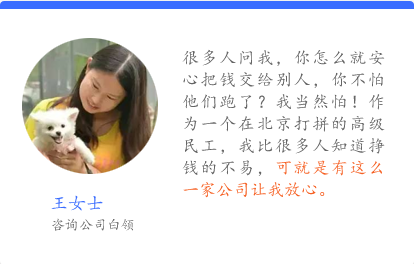 很多人问我，你怎么就安
心把钱交给别人，你不怕
他们跑了？我当然怕！作
为一个在北京打拼的高级
民工，我比很多人知道挣
钱的不易，可就是有这么
一家公司让我放心。
王女士
咨询公司白领